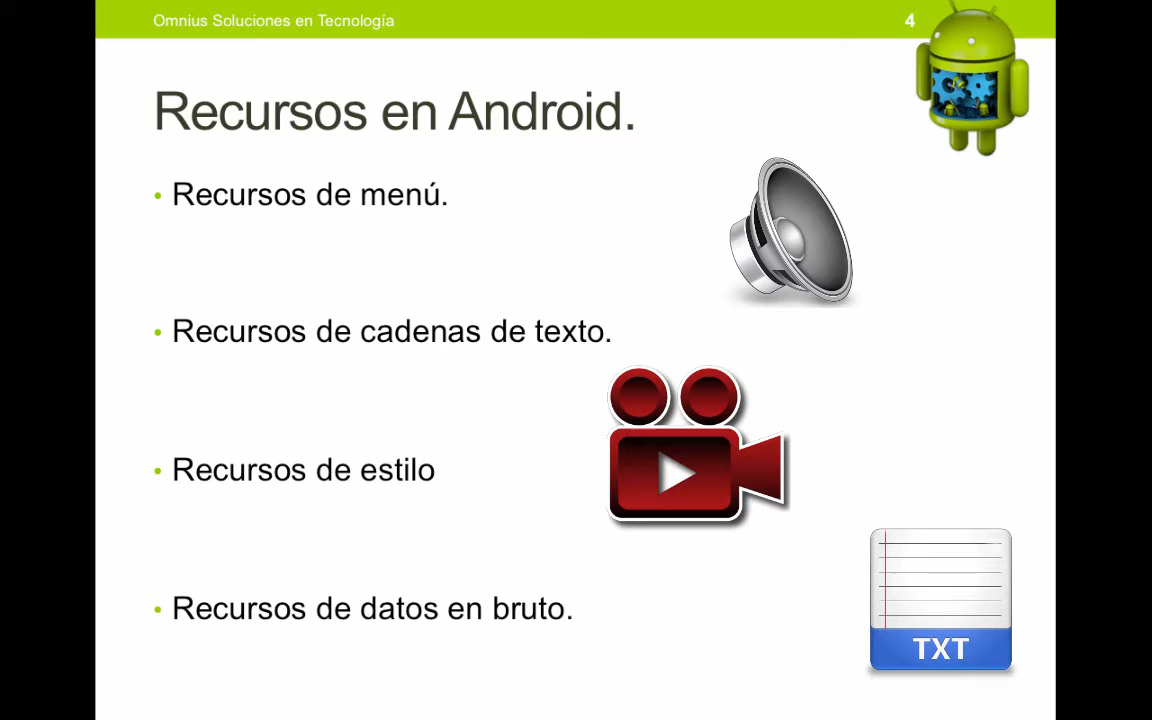 Omnius Soluciones en Tecnología
4
Recursos en Android.
• Recursos de menú.
• Recursos de cadenas de texto.
• Recursos de estilo
• Recursos de datos en bruto.
TXT